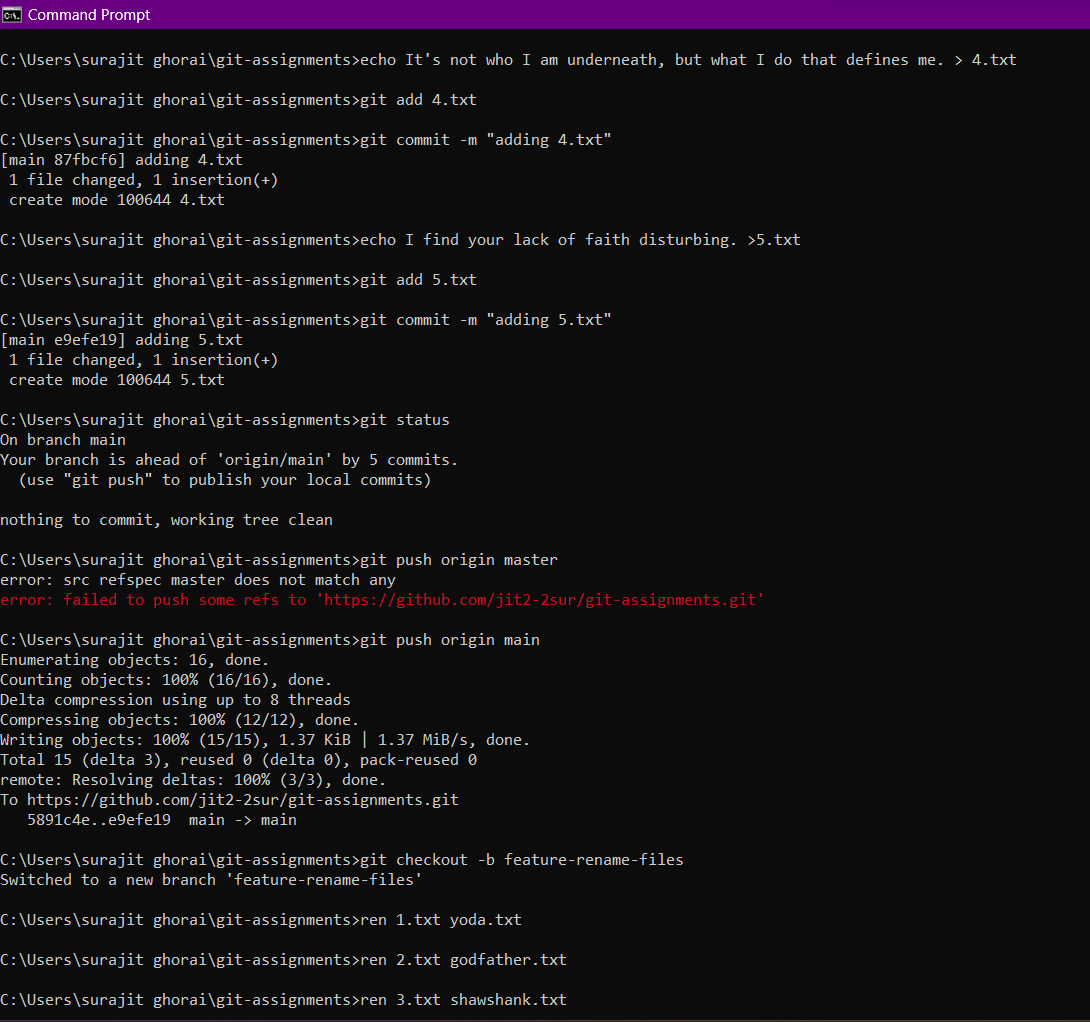 Command Prompt
C:\Users\surajit ghorai\git-assignments>echo It's not who I am underneath, but what I do that defines me. > 4.txt
C:\Users\surajit ghorai\git-assignments>git add 4.txt
C:\Users\surajit ghorai\git-assignments>git commit -m "adding 4.txt"
[main 87fbcf6] adding 4.txt
 1 file changed, 1 insertion(+)
 create mode 100644 4.txt
C:\Users\surajit ghorai\git-assignments>echo I find your lack of faith disturbing. >5.txt
C:\Users\surajit ghorai\git-assignments>git add 5.txt
C:\Users\surajit ghorai\git-assignments>git commit -m "adding 5.txt"
[main e9efe19] adding 5.txt
 1 file changed, 1 insertion(+)
 create mode 100644 5.txt
C:\Users\surajit ghorai\git-assignments>git status
On branch main
Your branch is ahead of 'origin/main' by 5 commits.
  (use "git push" to publish your local commits)
nothing to commit, working tree clean
C:\Users\surajit ghorai\git-assignments>git push origin master
error: src refspec master does not match any
error: failed to push some refs to 'https://github.com/jit2-2sur/git-assignments.git'
C:\Users\surajit ghorai\git-assignments>git push origin main
Enumerating objects: 16, done.
Counting objects: 100% (16/16), done.
Delta compression using up to 8 threads
Compressing objects: 100% (12/12), done.
Writing objects: 100% (15/15), 1.37 KiB | 1.37 MiB/s, done.
Total 15 (delta 3), reused 0 (delta 0), pack-reused 0
remote: Resolving deltas: 100% (3/3), done.
To https://github.com/jit2-2sur/git-assignments.git
   5891c4e..e9efe19  main -> main
C:\Users\surajit ghorai\git-assignments>git checkout -b feature-rename-files
Switched to a new branch 'feature-rename-files'
C:\Users\surajit ghorai\git-assignments>ren 1.txt yoda.txt
C:\Users\surajit ghorai\git-assignments>ren 2.txt godfather.txt
C:\Users\surajit ghorai\git-assignments>ren 3.txt shawshank.txt